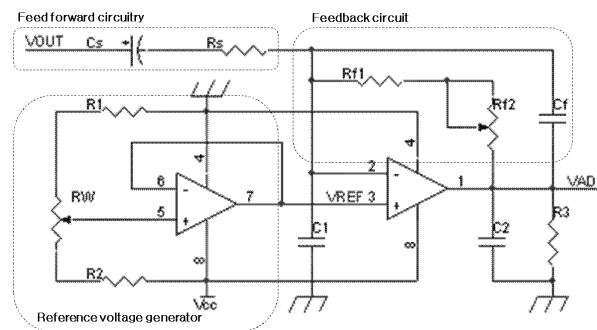 Feed forward circuitry
Feedback circuit
VOUT Cs Rs
Rf1
Rf2
Cf
R1
4
4
2
6
7
1
VAD
RW
5
VREF 3
C1
C2
R3
8
8
R2
Vcc
Reference voltage generator